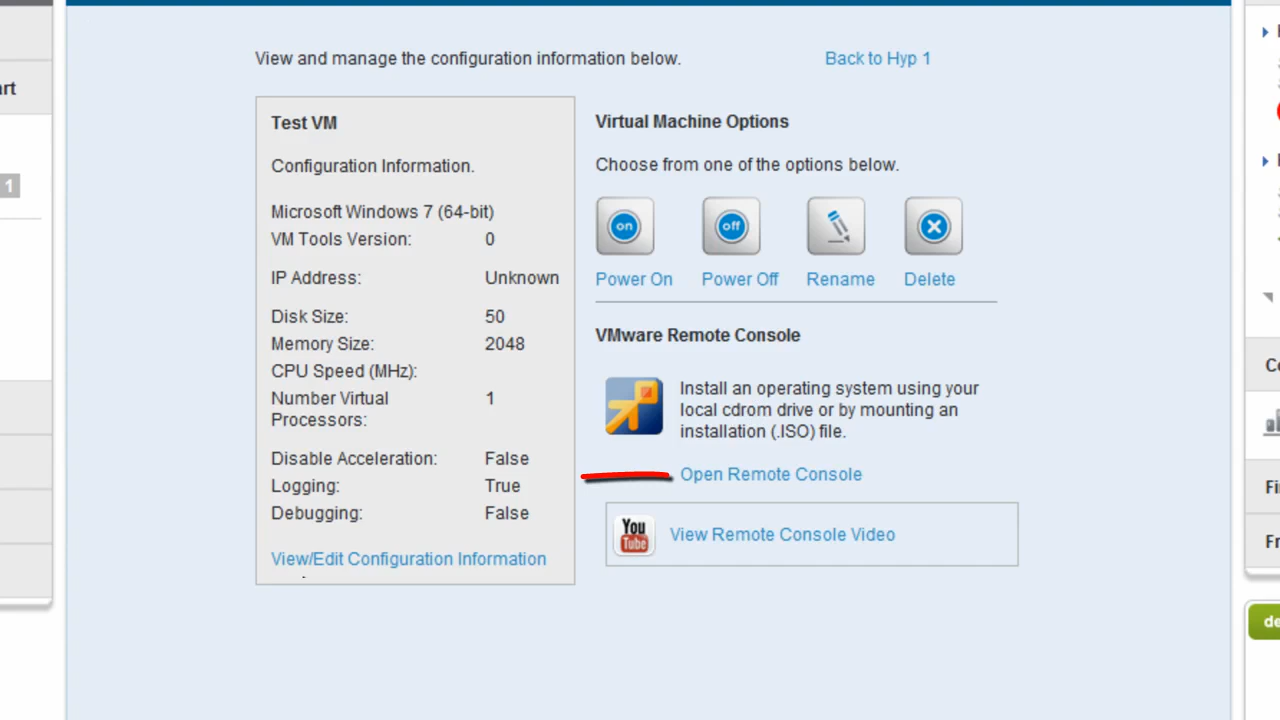 View and manage the configuration information below.
Back to Hyp 1
art
1
Test VM
Configuration Information.
Microsoft Windows 7 (64-bit)
VM Tools Version: 0
IP Address: Unknown
Disk Size: 50
Memory Size: 2048
CPU Speed (MHz):
Number Virtual 1
Processors:
Disable Acceleration: False
Logging: True
Debugging: False
View/Edit Configuration Information
Virtual Machine Options
Choose from one of the options below.
on off
Power On Power Off Rename Delete
VMware Remote Console
Install an operating system using your
local cdrom drive or by mounting an
installation (.ISO) file.
Open Remote Console
You
Tube
View Remote Console Video
Co
Fi
Fr
de